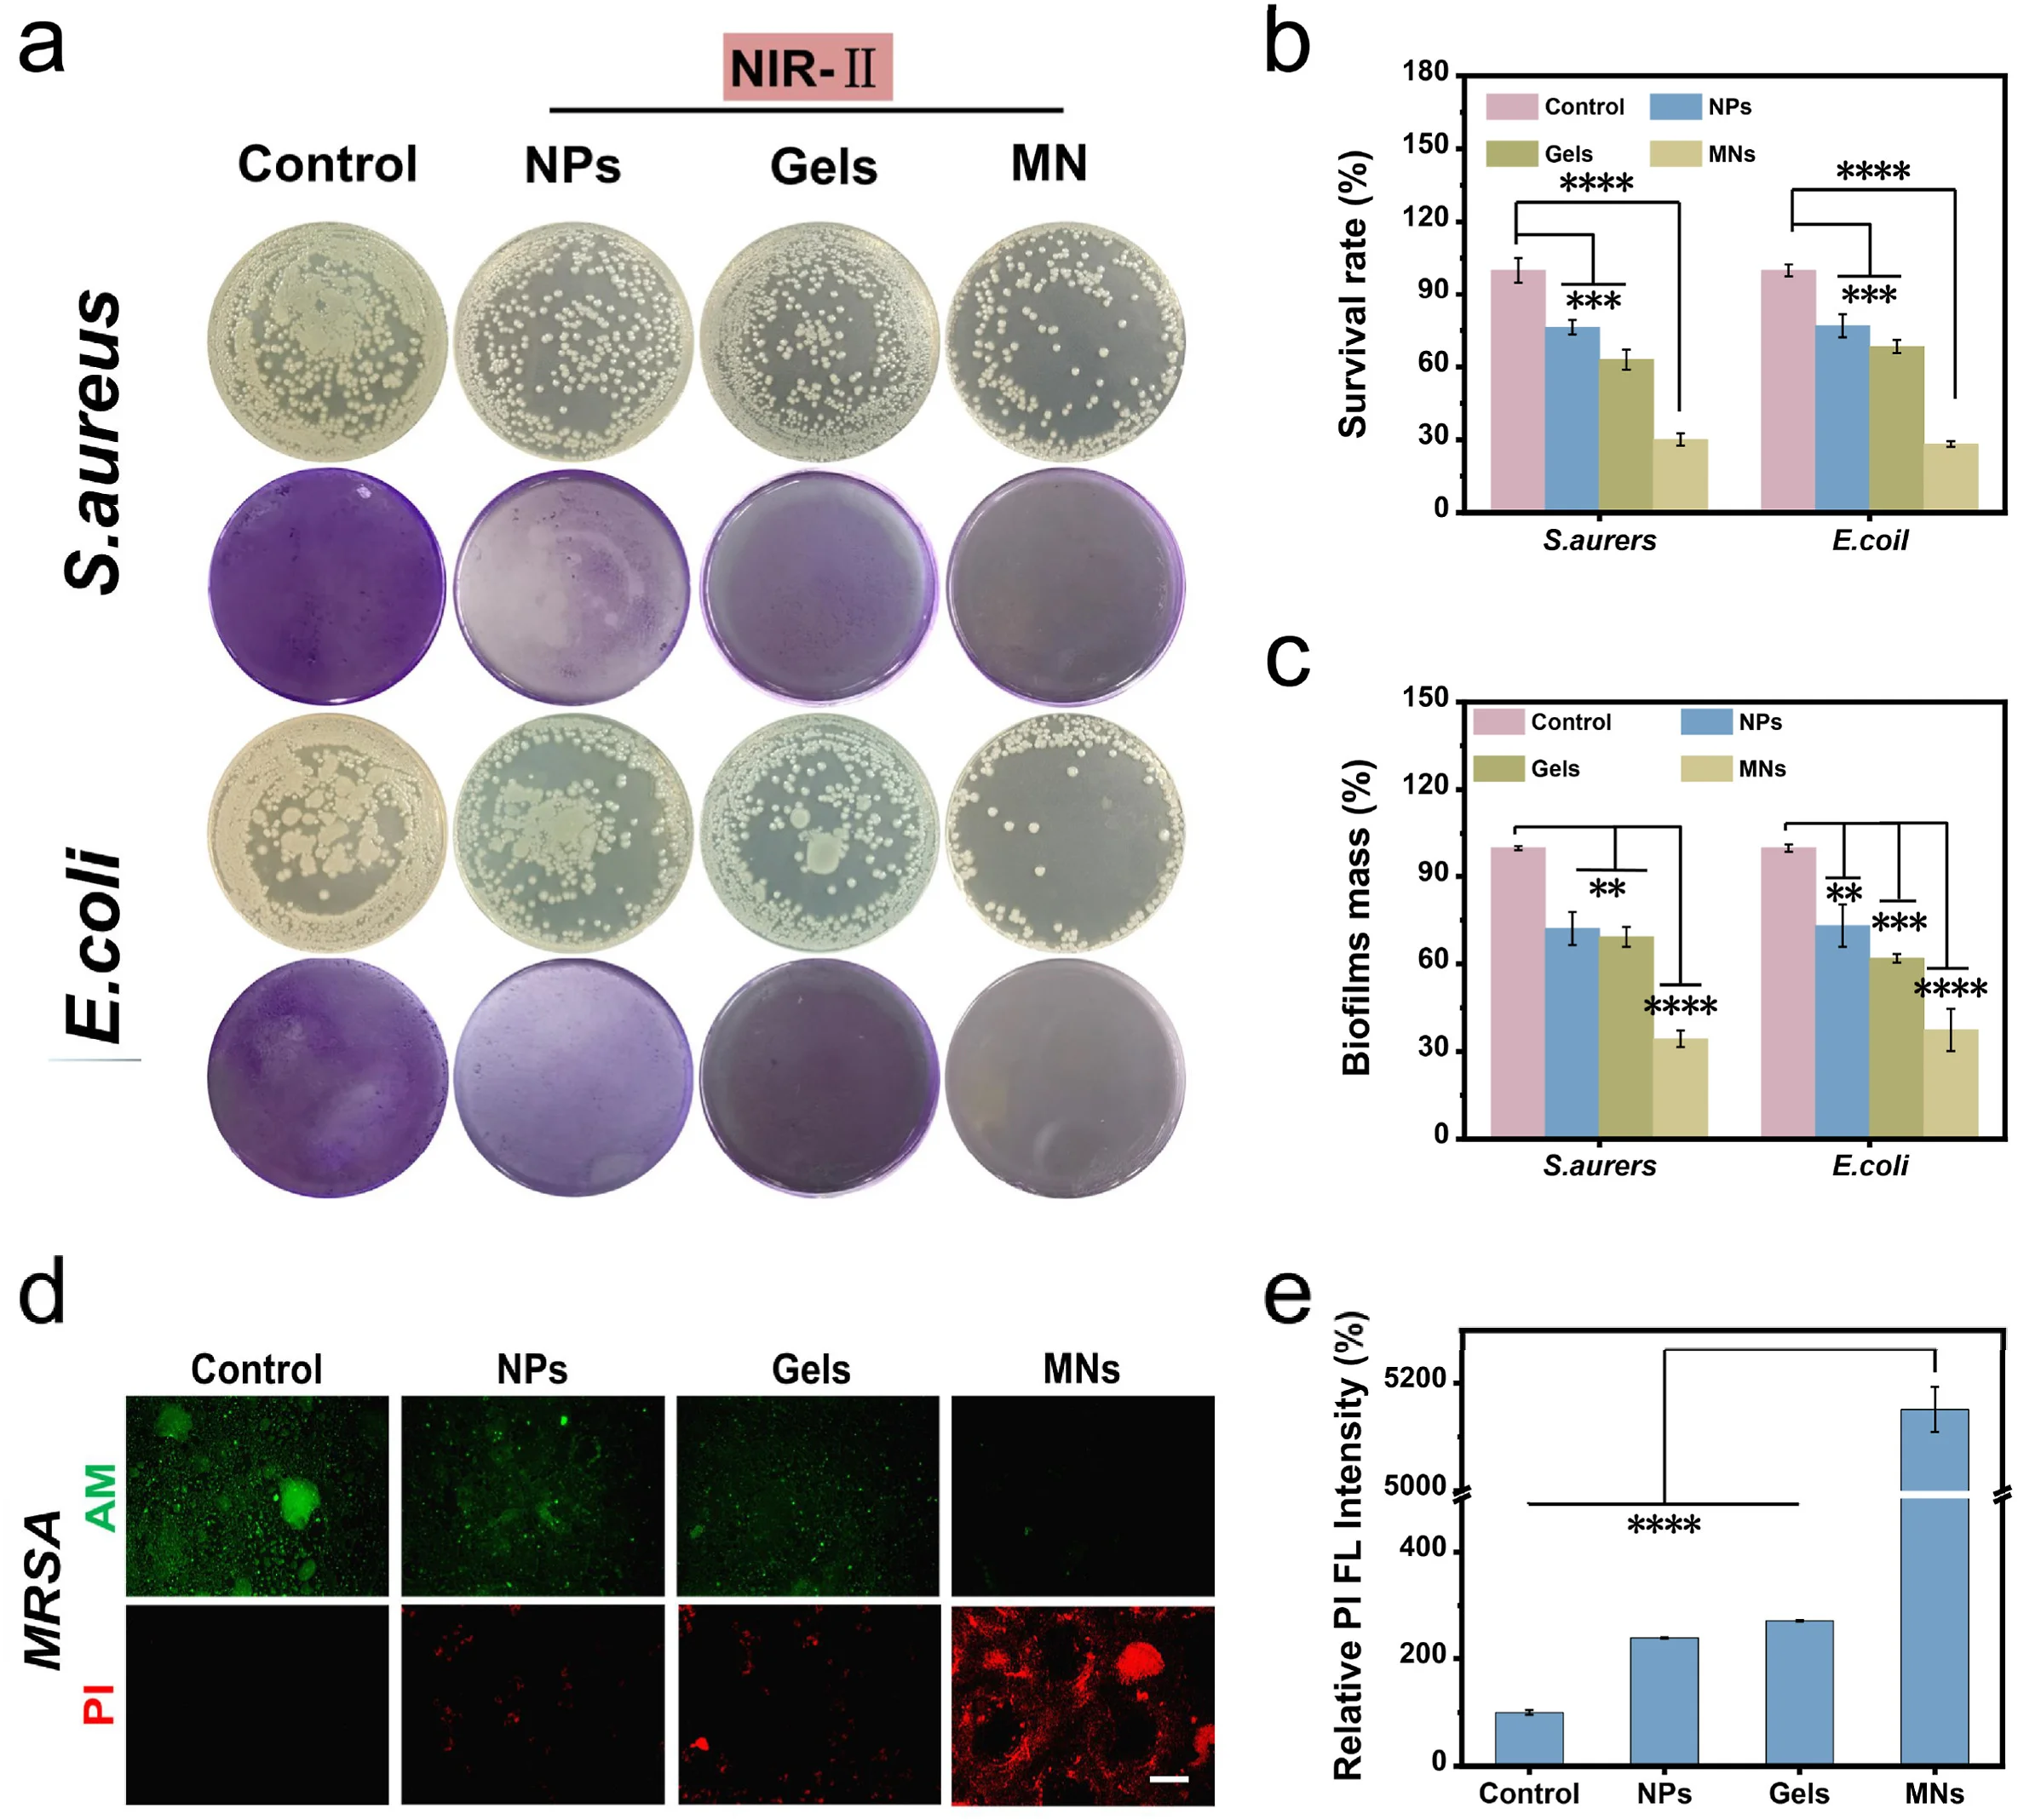 a
NIR-Ⅱ
Control NPs Gels MN
S.aureus
E.coli
b
Survival rate (%)
180
150
120
90
60
30
0
Control NPs
Gels MNs
**** ****
*** ***
S.aurers E.coil
c
Biofilms mass (%)
150
120
90
60
30
0
Control NPs
Gels MNs
** **** ** *** ****
S.aurers E.coli
d
Control NPs Gels MNs
MRSA
AM
PI
e
Relative PI FL Intensity (%)
5200
5000
400
200
0
****
Control NPs Gels MNs